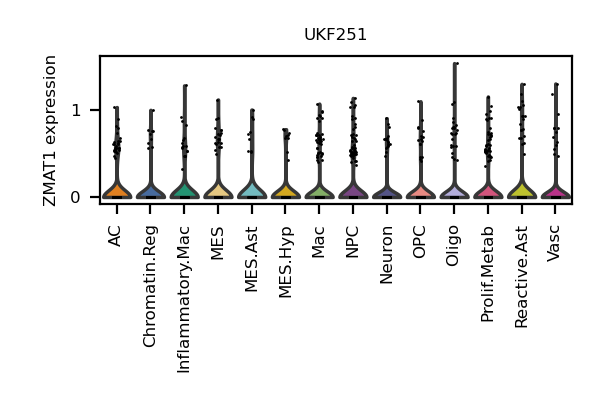 UKF251
ZMAT1 expression
1
0
AC
Chromatin.Reg
Inflammatory.Mac
MES
MES.Ast
MES.Hyp
Mac
NPC
Neuron
OPC
Oligo
Prolif.Metab
Reactive.Ast
Vasc